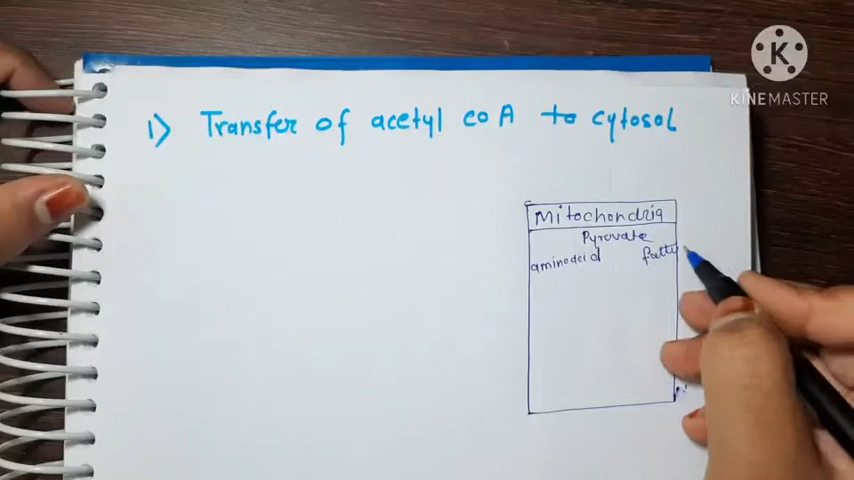 1> Transfer of acetyl co A to cytosol
Mitochondria
Pyruvate
aminoacid fatty
KINEMASTER